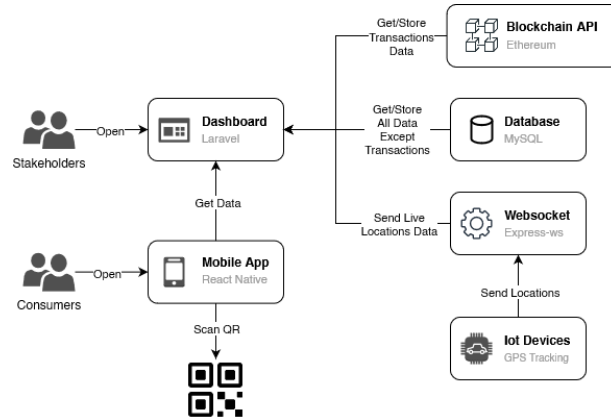 Get/Store
Transactions
Data
Blockchain API
Ethereum
Stakeholders
Open
Dashboard
Laravel
Get/Store
All Data
Except
Transactions
Database
MySQL
Get Data
Send Live
Locations Data
Websocket
Express-ws
Consumers
Open
Mobile App
React Native
Send Locations
Scan QR
Iot Devices
GPS Tracking